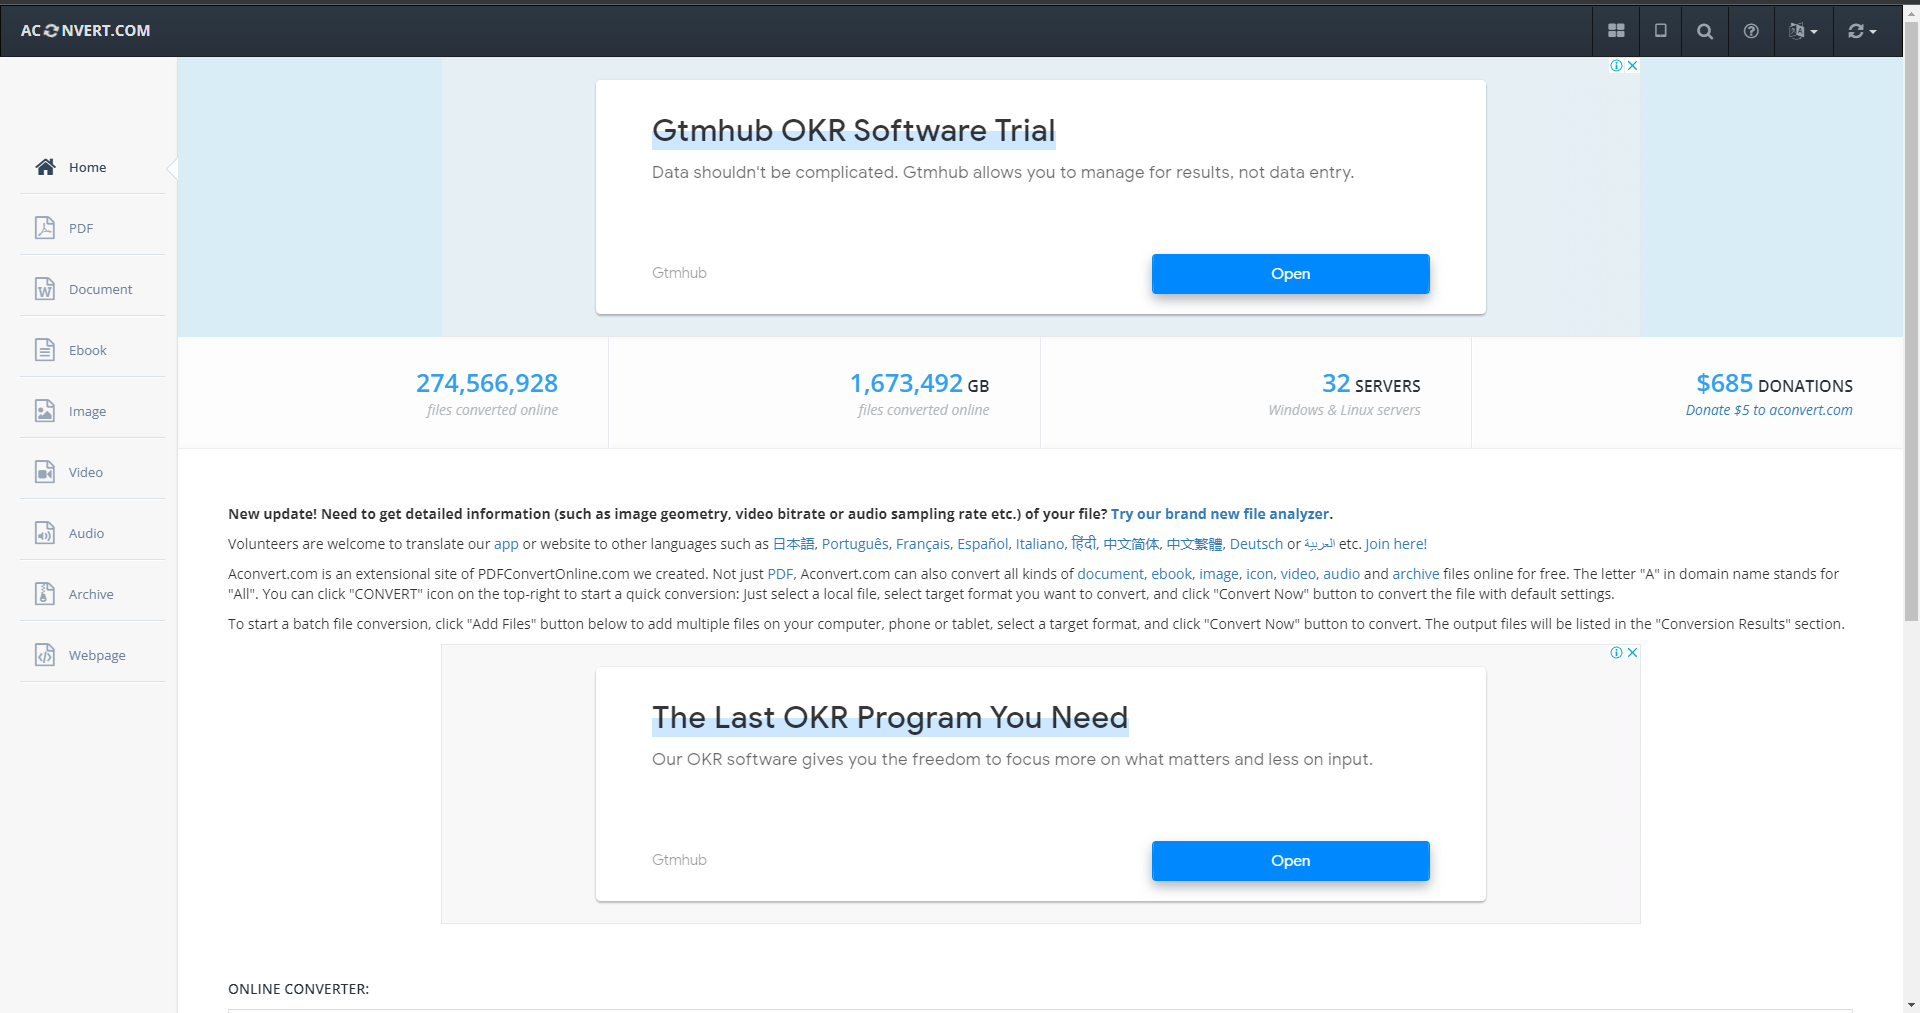 ACONVERT.COM
Home
PDF
Document
Ebook
Image
Video
Audio
Archive
Webpage
Gtmhub OKR Software Trial
Data shouldn't be complicated. Gtmhub allows you to manage for results, not data entry.
Gtmhub
Open
274,566,928
files converted online
1,673,492 GB
files converted online
32 SERVERS
Windows & Linux servers
$685 DONATIONS
Donate $5 to aconvert.com
New update! Need to get detailed information (such as image geometry, video bitrate or audio sampling rate etc.) of your file? Try our brand new file analyzer.
Volunteers are welcome to translate our app or website to other languages such as 日本語, Português, Français, Español, Italiano, हिंदी, 中文简体, 中文繁體, Deutsch or العربية etc. Join here!
Aconvert.com is an extensional site of PDFConvertOnline.com we created. Not just PDF, Aconvert.com can also convert all kinds of document, ebook, image, icon, video, audio and archive files online for free. The letter "A" in domain name stands for
"All". You can click "CONVERT" icon on the top-right to start a quick conversion: Just select a local file, select target format you want to convert, and click "Convert Now" button to convert the file with default settings.
To start a batch file conversion, click "Add Files" button below to add multiple files on your computer, phone or tablet, select a target format, and click "Convert Now" button to convert. The output files will be listed in the "Conversion Results" section.
The Last OKR Program You Need
Our OKR software gives you the freedom to focus more on what matters and less on input.
Gtmhub
Open
ONLINE CONVERTER: